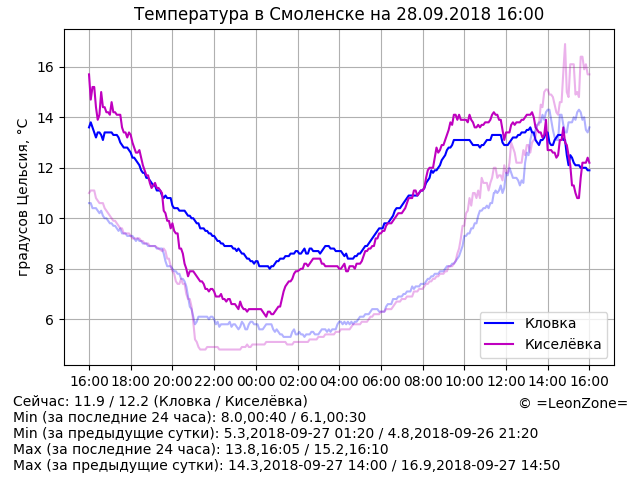 Температура в Смоленске на 28.09.2018 16:00
градусов Цельсия, °C
16
14
12
10
8
6
Кловка
Киселёвка
16:00 18:00 20:00 22:00 00:00 02:00 04:00 06:00 08:00 10:00 12:00 14:00 16:00
Сейчас: 11.9 / 12.2 (Кловка / Киселёвка)
© =LeonZone=
Min (за последние 24 часа): 8.0,00:40 / 6.1,00:30
Min (за предыдущие сутки): 5.3,2018-09-27 01:20 / 4.8,2018-09-26 21:20
Max (за последние 24 часа): 13.8,16:05 / 15.2,16:10
Max (за предыдущие сутки): 14.3,2018-09-27 14:00 / 16.9,2018-09-27 14:50